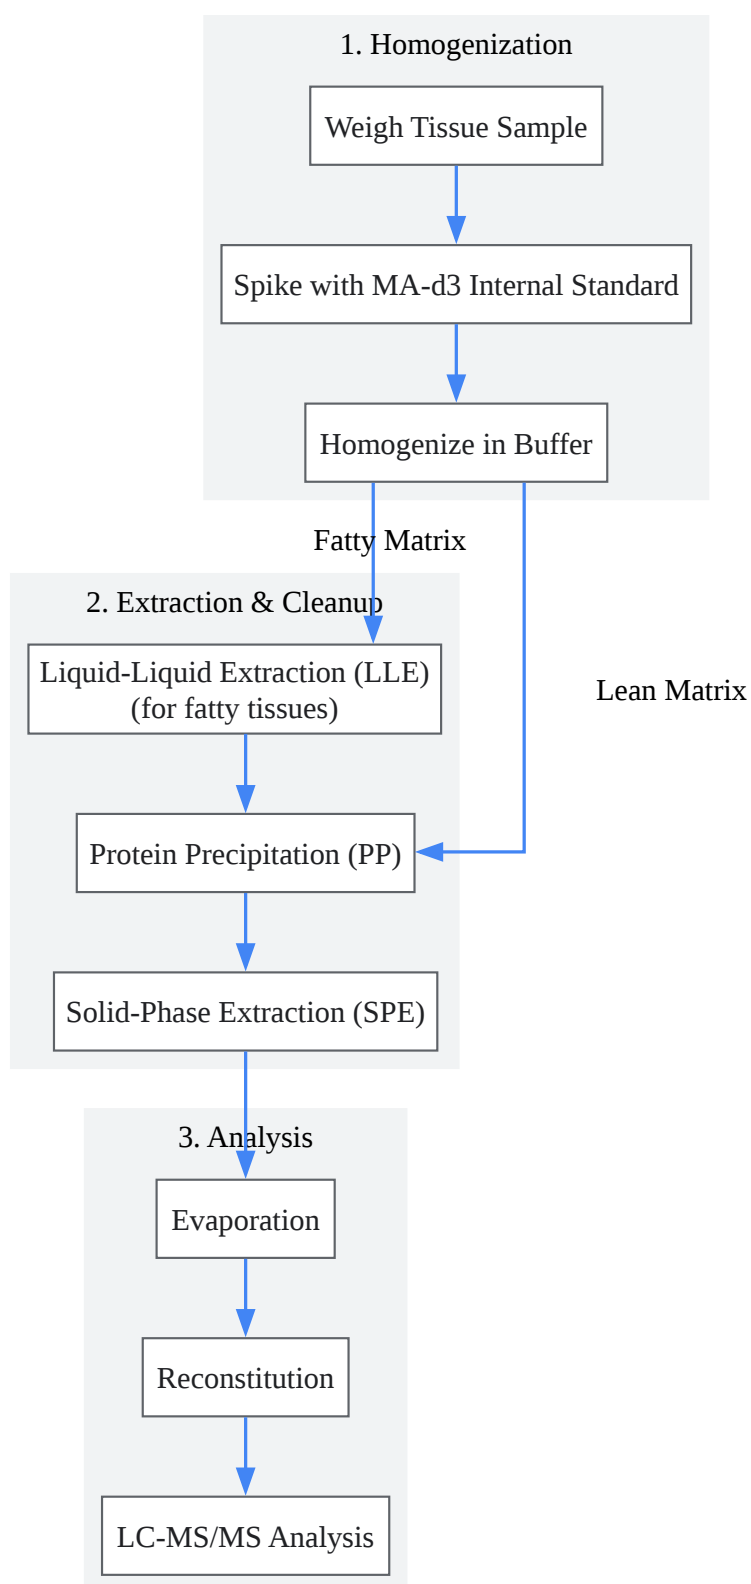 1. Homogenization
Weigh Tissue Sample
Spike with MA-d3 Internal Standard
Homogenize in Buffer
Fatty Matrix
2. Extraction & Cleanup
Liquid-Liquid Extraction (LLE)
(for fatty tissues)
Lean Matrix
Protein Precipitation (PP)
Solid-Phase Extraction (SPE)
3. Analysis
Evaporation
Reconstitution
LC-MS/MS Analysis